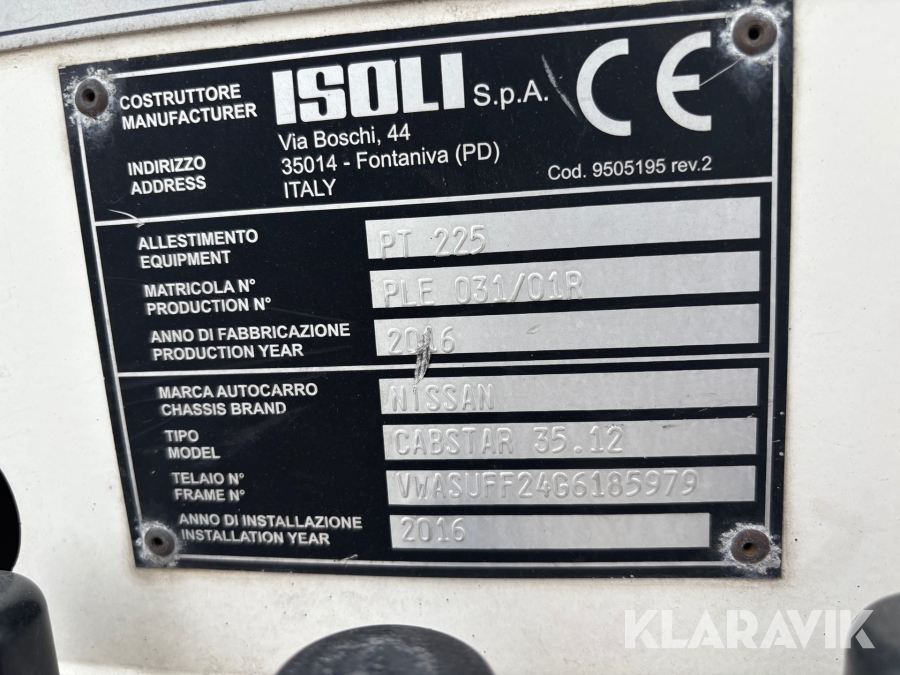 COSTRUTTORE
MANUFACTURER
ISOLI S.p.A.
CE
INDIRIZZO
ADDRESS
Via Boschi, 44
35014 - Fontaniva (PD)
ITALY
Cod. 9505195 rev.2
ALLESTIMENTO
EQUIPMENT
PT 225
MATRICOLA N°
PRODUCTION N°
PLE 031/01R
ANNO DI FABBRICAZIONE
PRODUCTION YEAR
2016
MARCA AUTOCARRO
CHASSIS BRAND
NISSAN
TIPO
MODEL
CABSTAR 35.12
TELAIO N°
FRAME N°
VWASUFF24G6185979
ANNO DI INSTALLAZIONE
INSTALLATION YEAR
2016
KLARAVIK